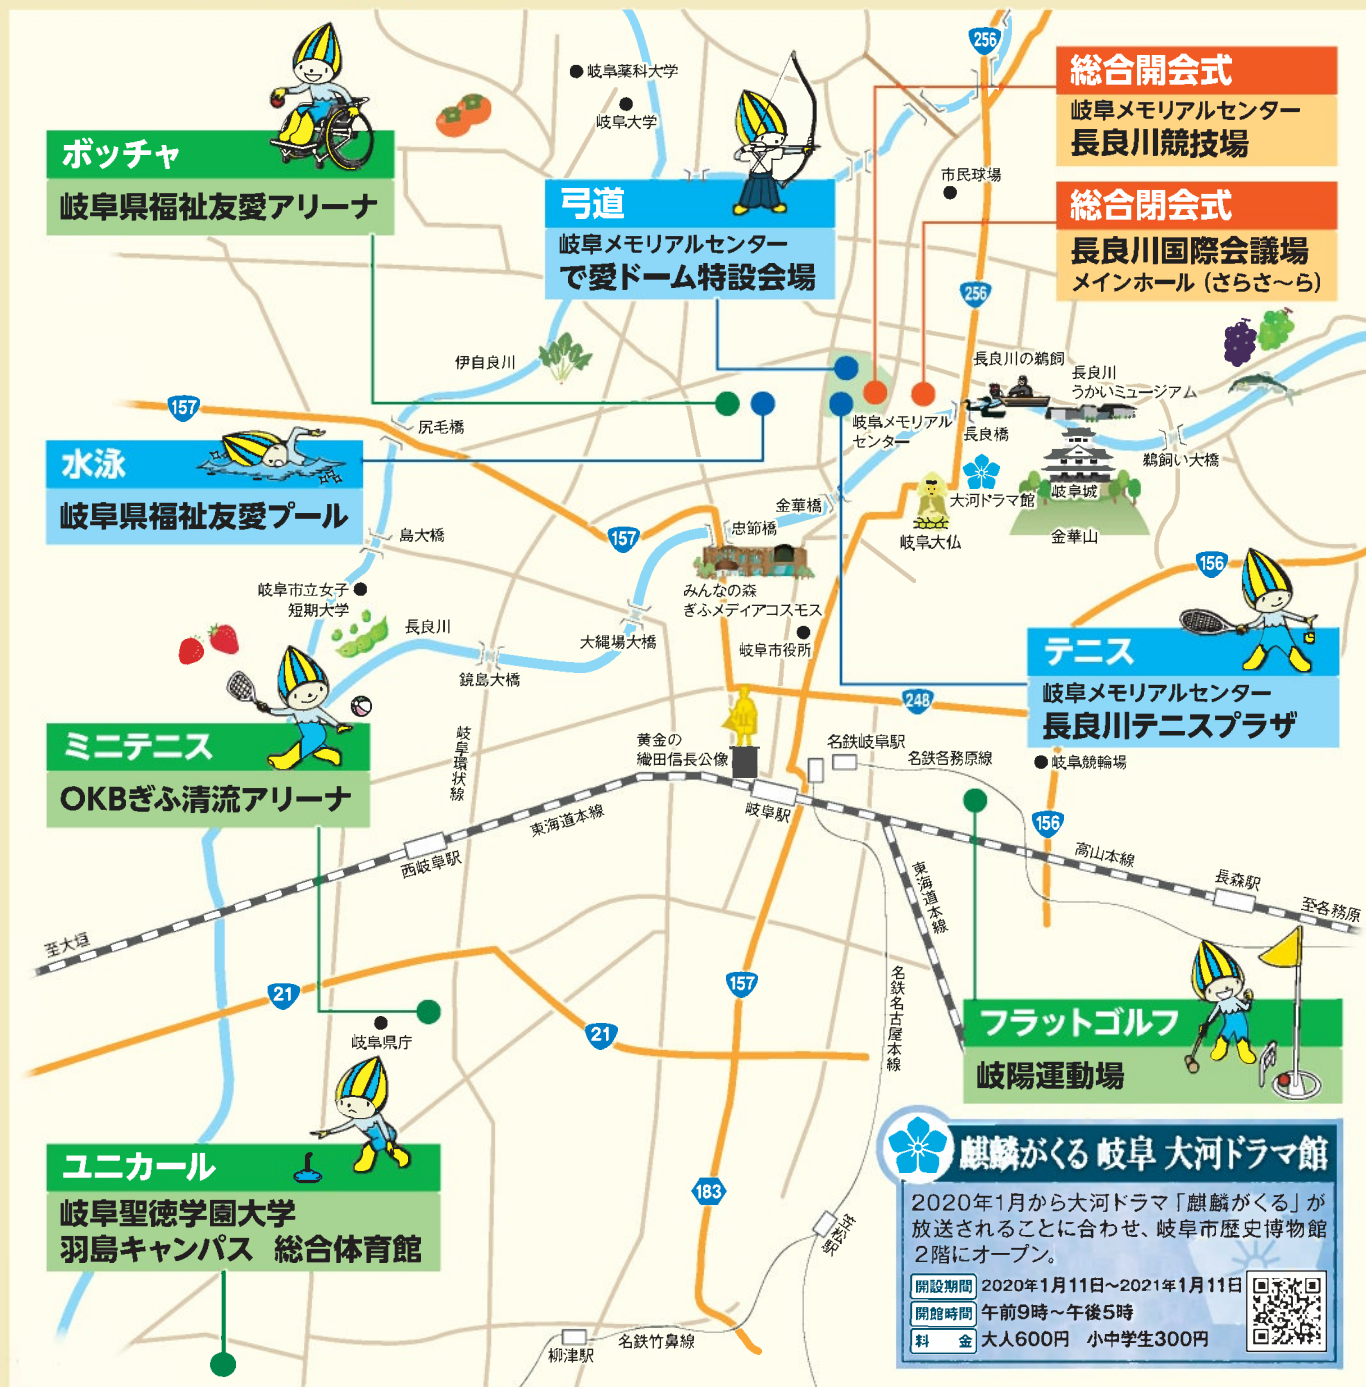 ボッチャ
岐阜県福祉友愛アリーナ
岐阜薬科大学
岐阜大学
弓道
岐阜メモリアルセンター
で愛ドーム特設会場
256
総合開会式
岐阜メモリアルセンター
長良川競技場
市民球場
総合閉会式
長良川国際会議場
メインホール (さらさ～ら)
256
伊自良川
157
尻毛橋
長良川の鵜飼
長良川
うかいミュージアム
岐阜メモリアル
センター
長良橋
鵜飼い大橋
水泳
岐阜県福祉友愛プール
島大橋
157
金華橋
忠節橋
大河ドラマ館
岐阜城
岐阜大仏
金華山
156
みんなの森
ぎふメディアコスモス
岐阜市立女子
短期大学
長良川
大縄場大橋
岐阜市役所
鏡島大橋
テニス
岐阜メモリアルセンター
長良川テニスプラザ
248
ミニテニス
OKBぎふ清流アリーナ
岐阜環状線
黄金の
織田信長公像
名鉄岐阜駅
名鉄各務原線
岐阜競輪場
岐阜駅
東海道本線
西岐阜駅
156
高山本線
長森駅
至各務原
東海道本線
至大垣
21
157
21
岐阜県庁
名鉄名古屋本線
フラットゴルフ
岐陽運動場
ユニカール
岐阜聖徳学園大学
羽島キャンパス 総合体育館
183
笠松駅
柳津駅
名鉄竹鼻線
麒麟がくる 岐阜 大河ドラマ館
2020年1月から大河ドラマ「麒麟がくる」が
放送されることに合わせ、岐阜市歴史博物館
2階にオープン。
開設期間 2020年1月11日～2021年1月11日
開館時間 午前9時～午後5時
料 金 大人600円 小中学生300円